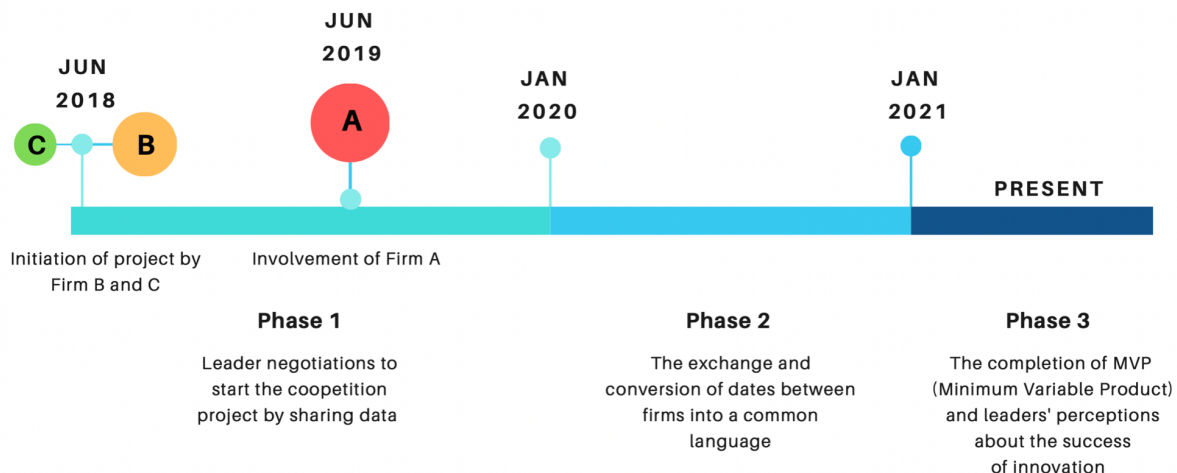 JUN
2018
C
B
JUN
2019
A
JAN
2020
JAN
2021
PRESENT
Initiation of project by
Firm B and C
Involvement of Firm A
Phase 1
Leader negotiations to
start the coopetition
project by sharing data
Phase 2
The exchange and
conversion of dates between
firms into a common
language
Phase 3
The completion of MVP
(Minimum Variable Product)
and leaders' perceptions
about the success
of innovation